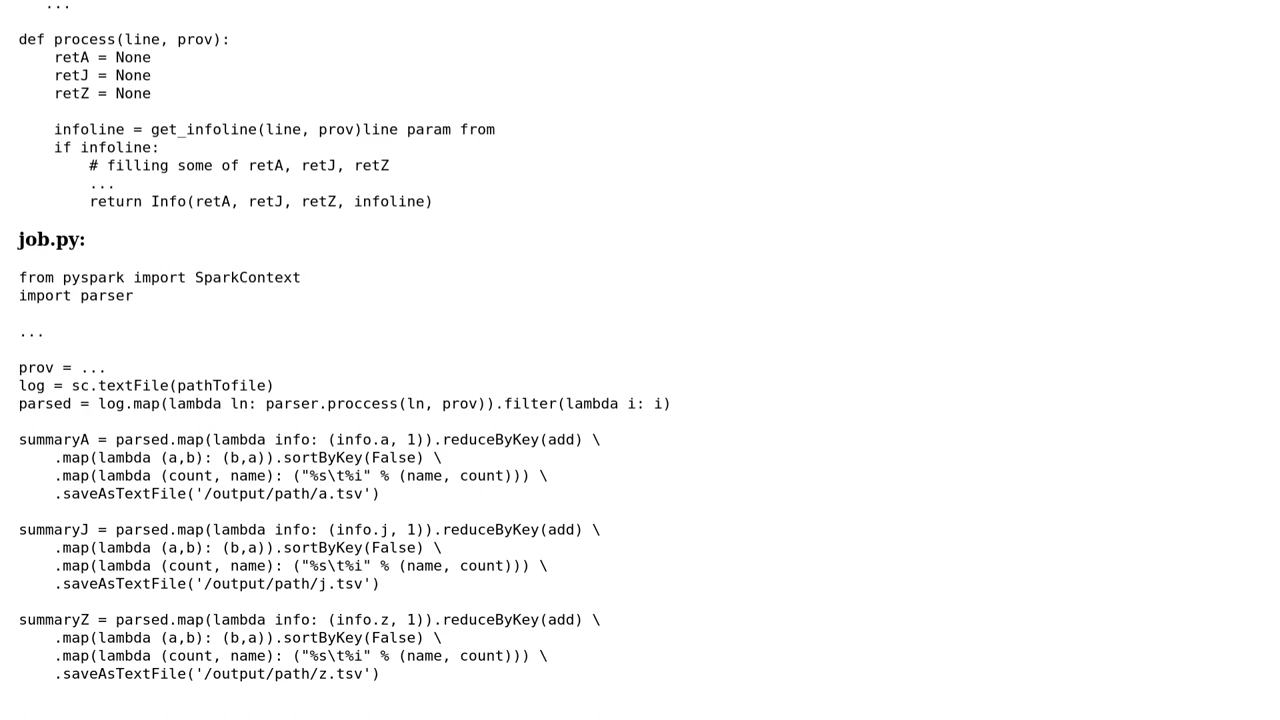 ...
def process(line, prov):
    retA = None
    retJ = None
    retZ = None
    infoline = get_infoline(line, prov)line param from
    if infoline:
        # filling some of retA, retJ, retZ
        ...
        return Info(retA, retJ, retZ, infoline)
job.py:
from pyspark import SparkContext
import parser
...
prov = ...
log = sc.textFile(pathTofile)
parsed = log.map(lambda ln: parser.proccess(ln, prov)).filter(lambda i: i)
summaryA = parsed.map(lambda info: (info.a, 1)).reduceByKey(add) \
    .map(lambda (a,b): (b,a)).sortByKey(False) \
    .map(lambda (count, name): ("%s\t%i" % (name, count))) \
    .saveAsTextFile('/output/path/a.tsv')
summaryJ = parsed.map(lambda info: (info.j, 1)).reduceByKey(add) \
    .map(lambda (a,b): (b,a)).sortByKey(False) \
    .map(lambda (count, name): ("%s\t%i" % (name, count))) \
    .saveAsTextFile('/output/path/j.tsv')
summaryZ = parsed.map(lambda info: (info.z, 1)).reduceByKey(add) \
    .map(lambda (a,b): (b,a)).sortByKey(False) \
    .map(lambda (count, name): ("%s\t%i" % (name, count))) \
    .saveAsTextFile('/output/path/z.tsv')